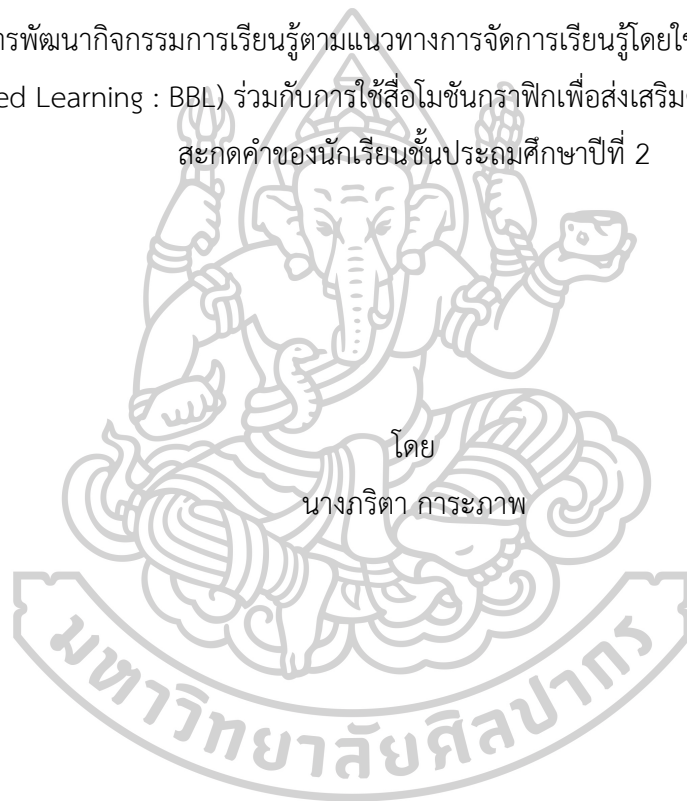 ารพัฒนากิจกรรมการเรียนรู้ตามแนวทางการจัดการเรียนรู้โดยใช
ed Learning : BBL) ร่วมกับการใช้สื่อโมชันกราฟิกเพื่อส่งเสริม
สะกดคำของนักเรียนชั้นประถมศึกษาปีที่ 2
โดย
นางภริตา การะภาพ
มหาวิทยาลัยศิลปากร